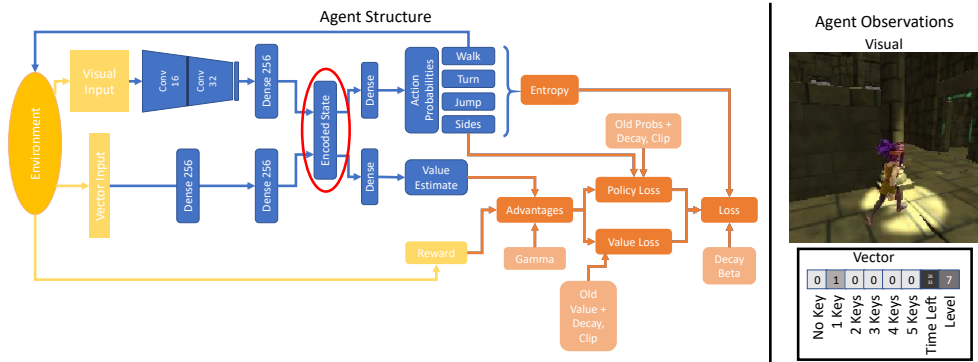 Agent Structure
Environment
Visual
Input
Conv
16
Conv
32
Dense 256
Vector Input
Dense 256
Dense 256
Encoded State
Dense
Dense
Action
Probabilities
Walk
Turn
Jump
Sides
Value
Estimate
Entropy
Old Probs +
Decay, Clip
Policy Loss
Advantages
Value Loss
Loss
Reward
Gamma
Old
Value +
Decay,
Clip
Decay
Beta
Agent Observations
Visual
Vector
0 1 0 0 0 0 7
No Key
1 Key
2 Keys
3 Keys
4 Keys
5 Keys
Time Left
Level